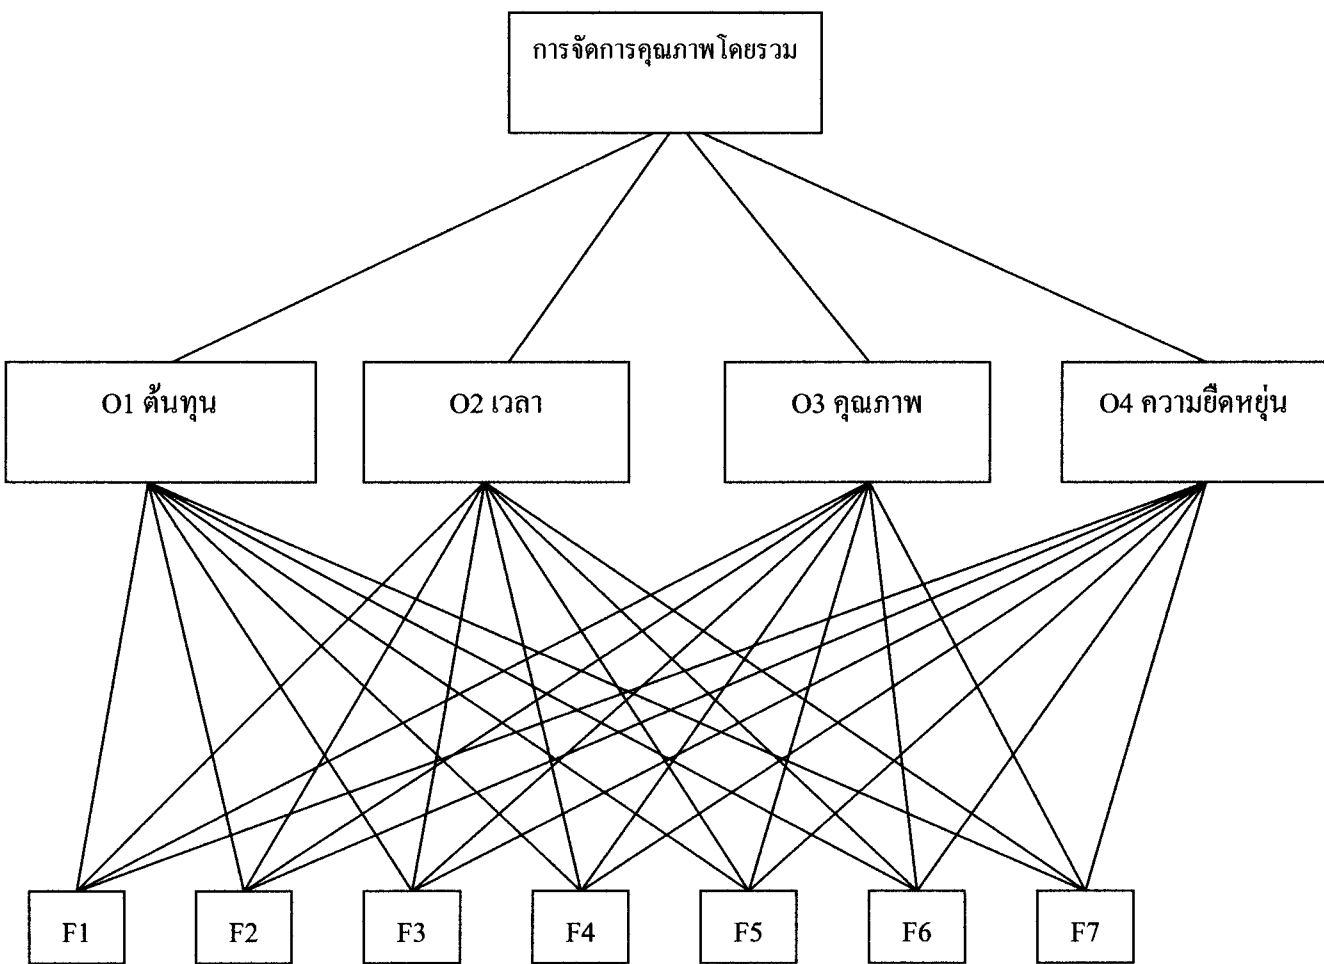 การจัดการคุณภาพโดยรวม
O1 ต้นทุน
O2 เวลา
O3 คุณภาพ
O4 ความยืดหยุ่น
F1
F2
F3
F4
F5
F6
F7